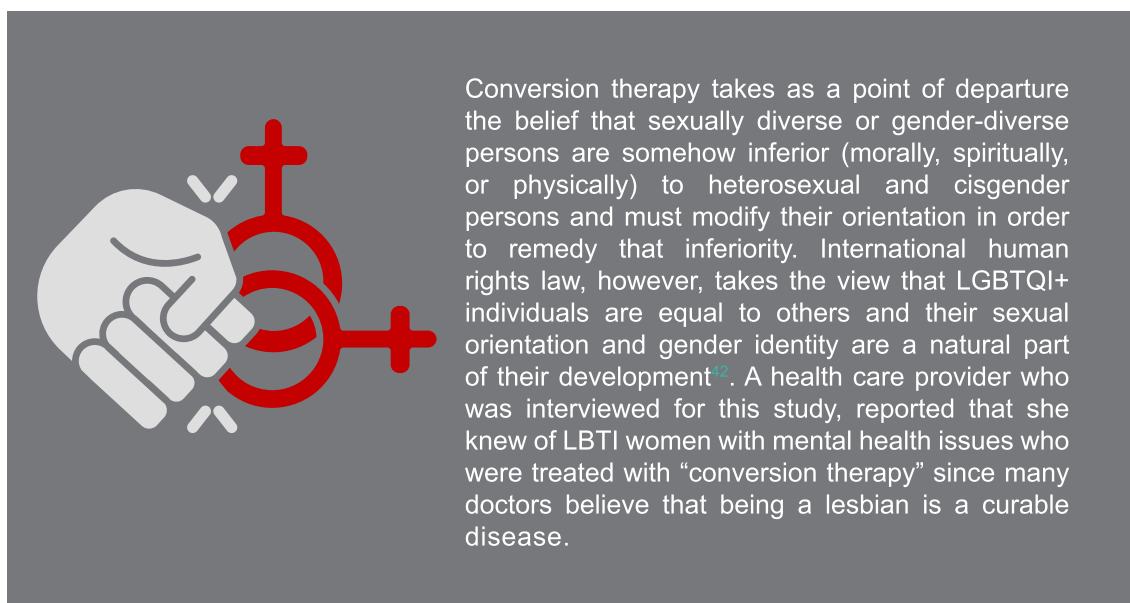 Conversion therapy takes as a point of departure
the belief that sexually diverse or gender-diverse
persons are somehow inferior (morally, spiritually,
or physically) to heterosexual and cisgender
persons and must modify their orientation in order
to remedy that inferiority. International human
rights law, however, takes the view that LGBTQI+
individuals are equal to others and their sexual
orientation and gender identity are a natural part
of their development42. A health care provider who
was interviewed for this study, reported that she
knew of LBTI women with mental health issues who
were treated with “conversion therapy” since many
doctors believe that being a lesbian is a curable
disease.